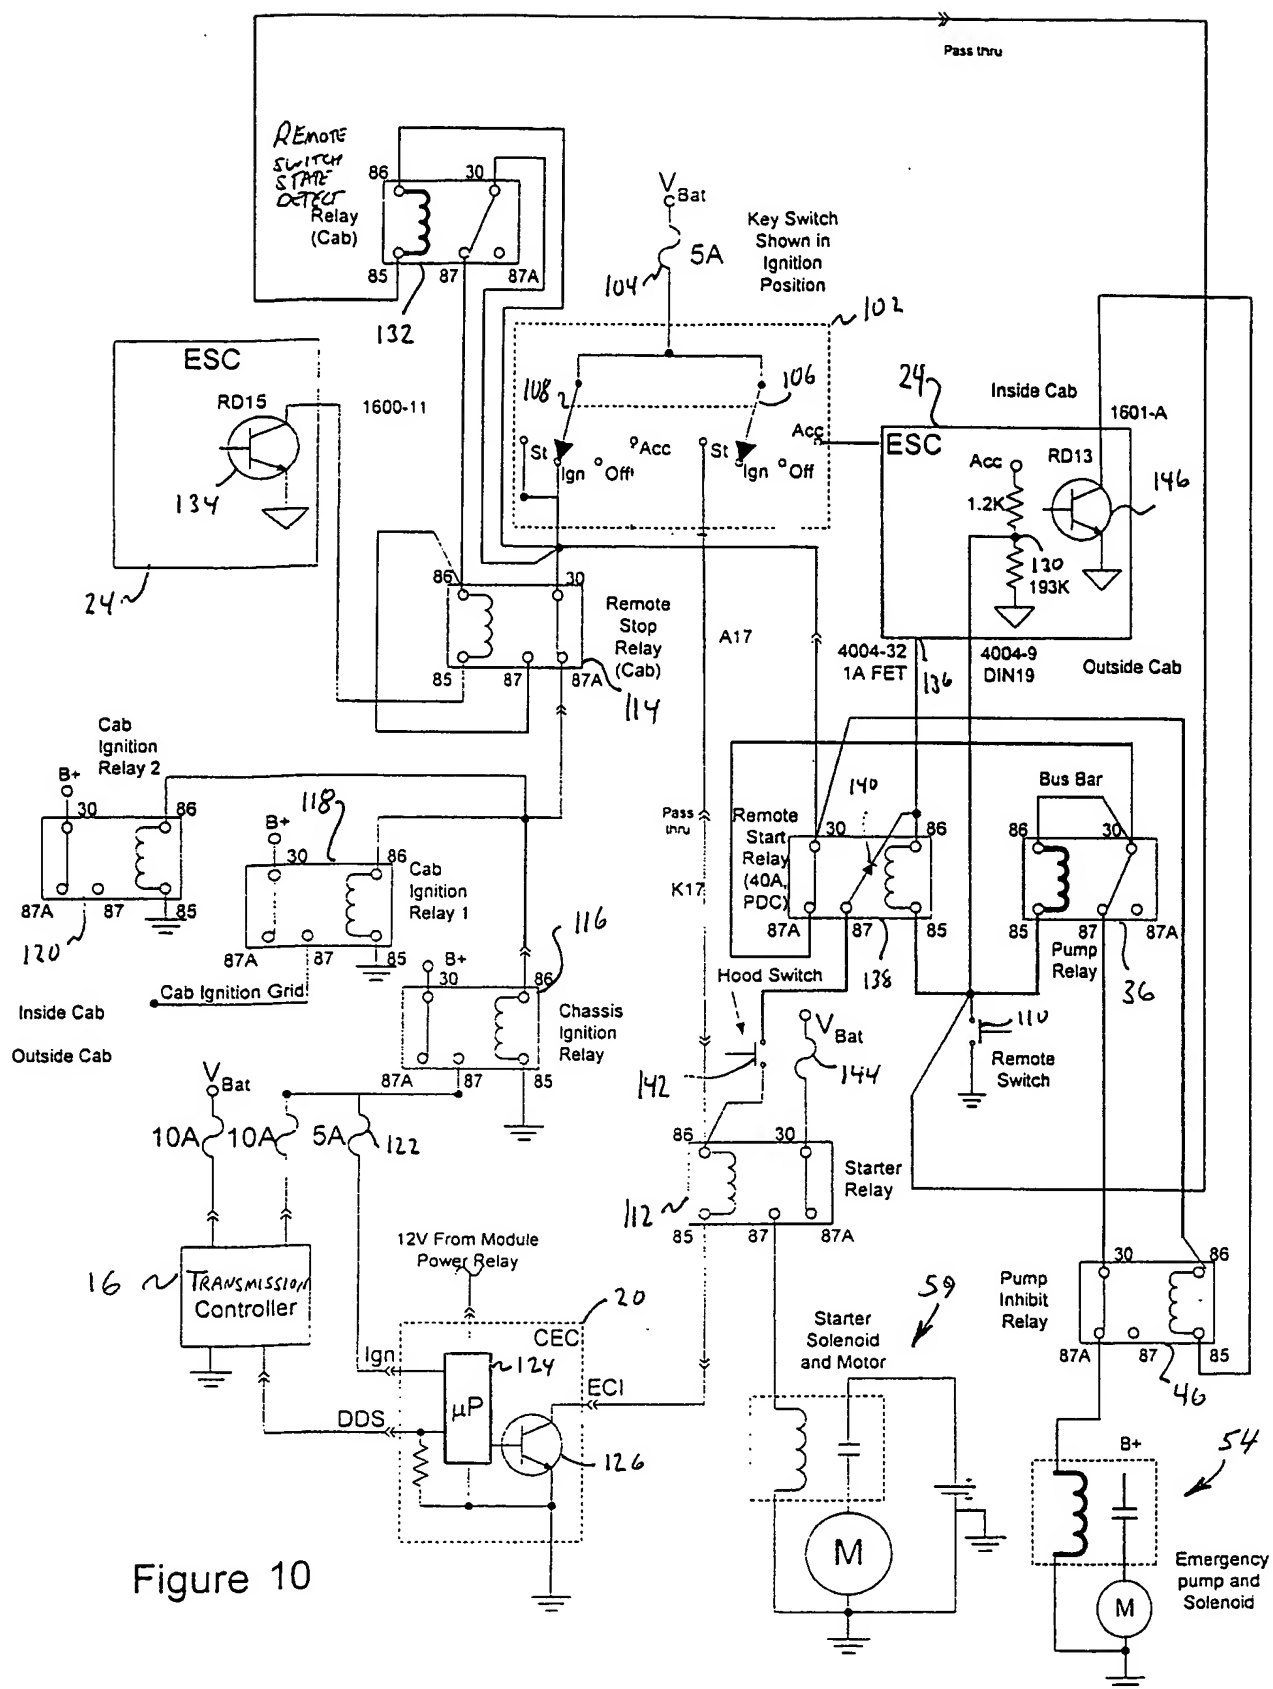 Pass thru
REMOTE
SWITCH
STATE
DETECT
Relay
(Cab)
86
30
85
87
87A
132
V Bat
5A
104
Key Switch
Shown in
Ignition
Position
102
108
106
St
Ign
Off
Acc
St
Ign
Off
Acc
ESC
RD15
134
1600-11
24
24
Inside Cab
1601-A
ESC
Acc
RD13
1.2K
146
130
193K
4004-32
1A FET
136
4004-9
DIN19
Outside Cab
86
30
Remote
Stop
Relay
(Cab)
85
87
87A
114
A17
Cab
Ignition
Relay 2
B+
30
86
87A
87
85
120
118
B+
30
86
Cab
Ignition
Relay 1
87A
87
85
Cab Ignition Grid
116
B+
30
86
Chassis
Ignition
Relay
87A
87
85
Inside Cab
Outside Cab
Pass
thru
K17
Remote
Start
Relay
(40A,
PDC)
140
30
86
87A
87
85
138
Bus Bar
86
30
85
87
87A
Pump
Relay
36
Hood Switch
142
V Bat
144
110
Remote
Switch
V Bat
10A
10A
5A
122
86
30
Starter
Relay
112
85
87
87A
16
TRANSMISSION
Controller
12V From Module
Power Relay
20
CEC
Ign
124
µP
ECI
DDS
126
59
Starter
Solenoid
and Motor
M
30
86
Pump
Inhibit
Relay
87A
87
85
46
B+
54
M
Emergency
pump and
Solenoid
Figure 10